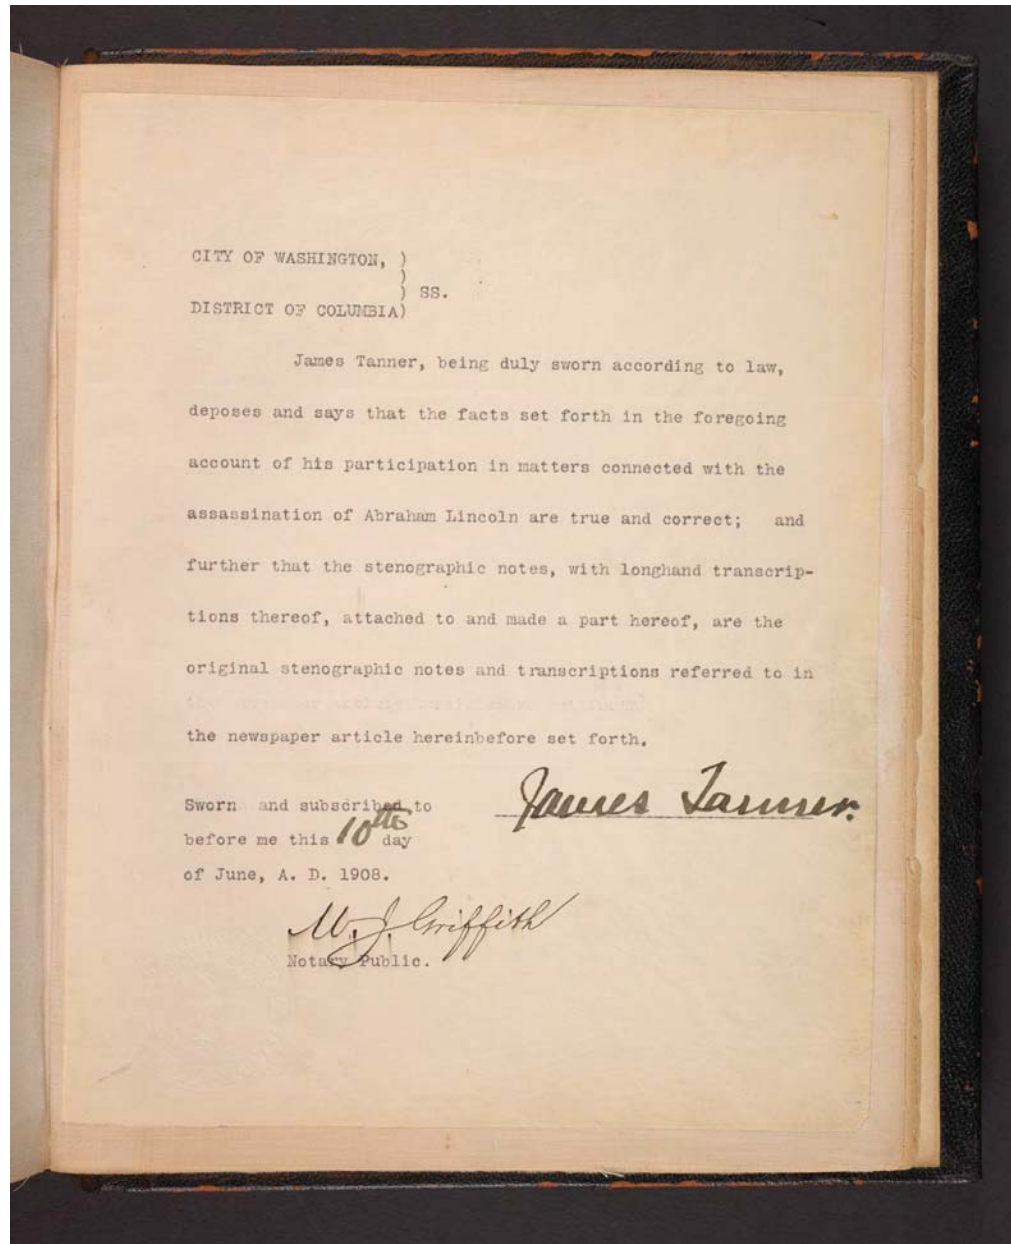 CITY OF WASHINGTON, )
)
) SS.
DISTRICT OF COLUMBIA)
James Tanner, being duly sworn according to law,
deposes and says that the facts set forth in the foregoing
account of his participation in matters connected with the
assassination of Abraham Lincoln are true and correct; and
further that the stenographic notes, with longhand transcrip-
tions thereof, attached to and made a part hereof, are the
original stenographic notes and transcriptions referred to in
the newspaper article hereinbefore set forth.
James Tanner.
Sworn and subscribed to
before me this 10th day
of June, A. D. 1908.
M. J. Griffith
Notary Public.